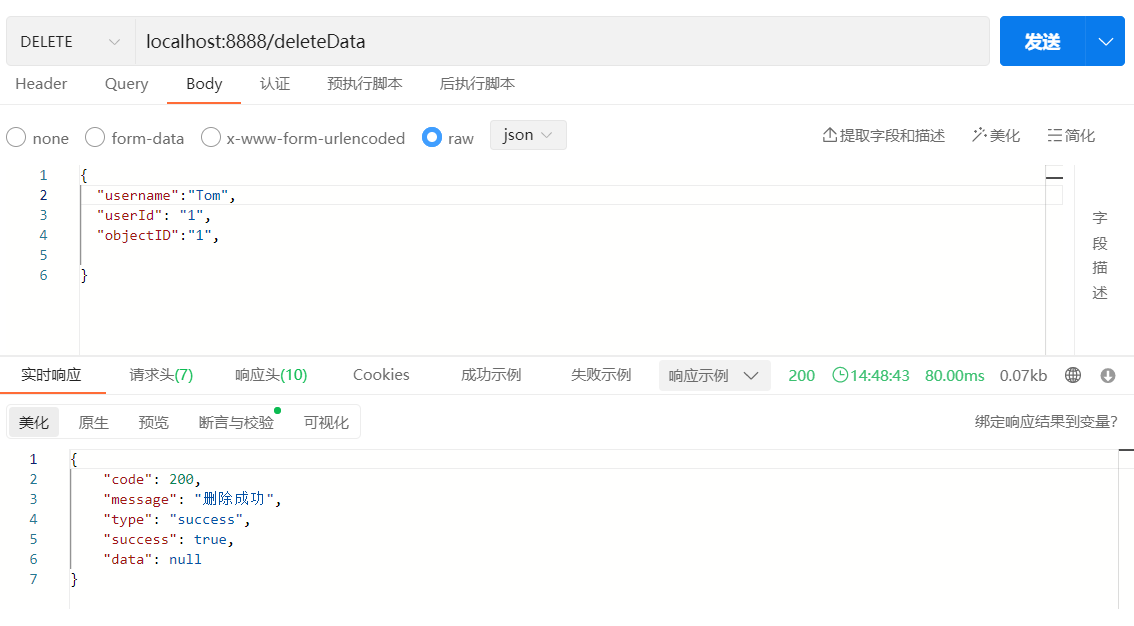 DELETE localhost:8888/deleteData 发送
Header Query Body 认证 预执行脚本 后执行脚本
none form-data x-www-form-urlencoded raw json 提取字段和描述 美化 简化
1 {
2 "username":"Tom",
3 "userId": "1",
4 "objectID":"1",
5
6 }
字
段
描
述
实时响应 请求头(7) 响应头(10) Cookies 成功示例 失败示例 响应示例 200 14:48:43 80.00ms 0.07kb
美化 原生 预览 断言与校验 可视化 绑定响应结果到变量?
1 {
2 "code": 200,
3 "message": "删除成功",
4 "type": "success",
5 "success": true,
6 "data": null
7 }